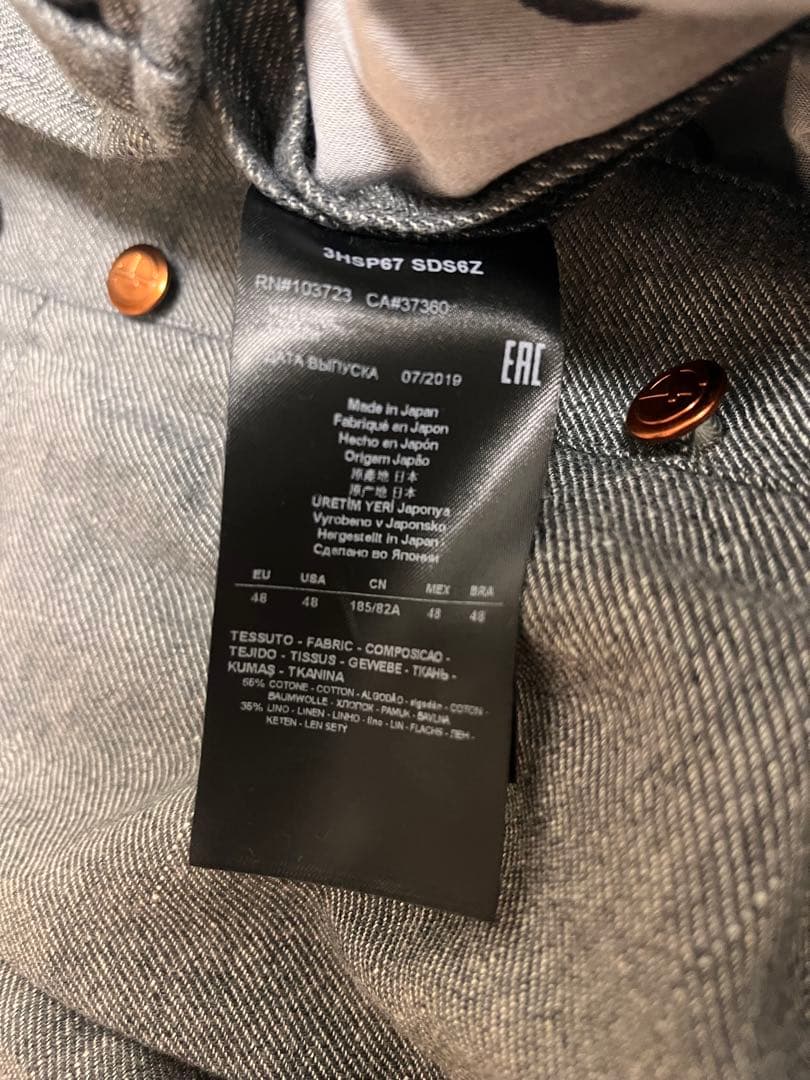 3HSP67 SDS6Z
RN#103723 CA#37360
ДАТА ВЫПУСКА 07/2019
EAC
Made in Japan
Fabriqué en Japon
Hecho en Japón
Origem Japão
原產地 日本
原产地 日本
ÜRETİM YERİ Japonya
Vyrobeno v Japonsko
Hergestellt in Japan
Сделано во Японии
EU USA CN MEX BRA
48 48 185/82A 48 48
TESSUTO - FABRIC - COMPOSICAO -
TEJIDO - TISSUS - GEWEBE - ТКАНЬ -
KUMAŞ - TKANINA
65% COTONE - COTTON - ALGODÃO - algodón - COTON -
BAUMWOLLE - ХЛОПОК - PAMUK - BAVLNA
35% LINO - LINEN - LINHO - lino - LIN - FLACHS - ЛЕН -
KETEN - LEN SETÝ